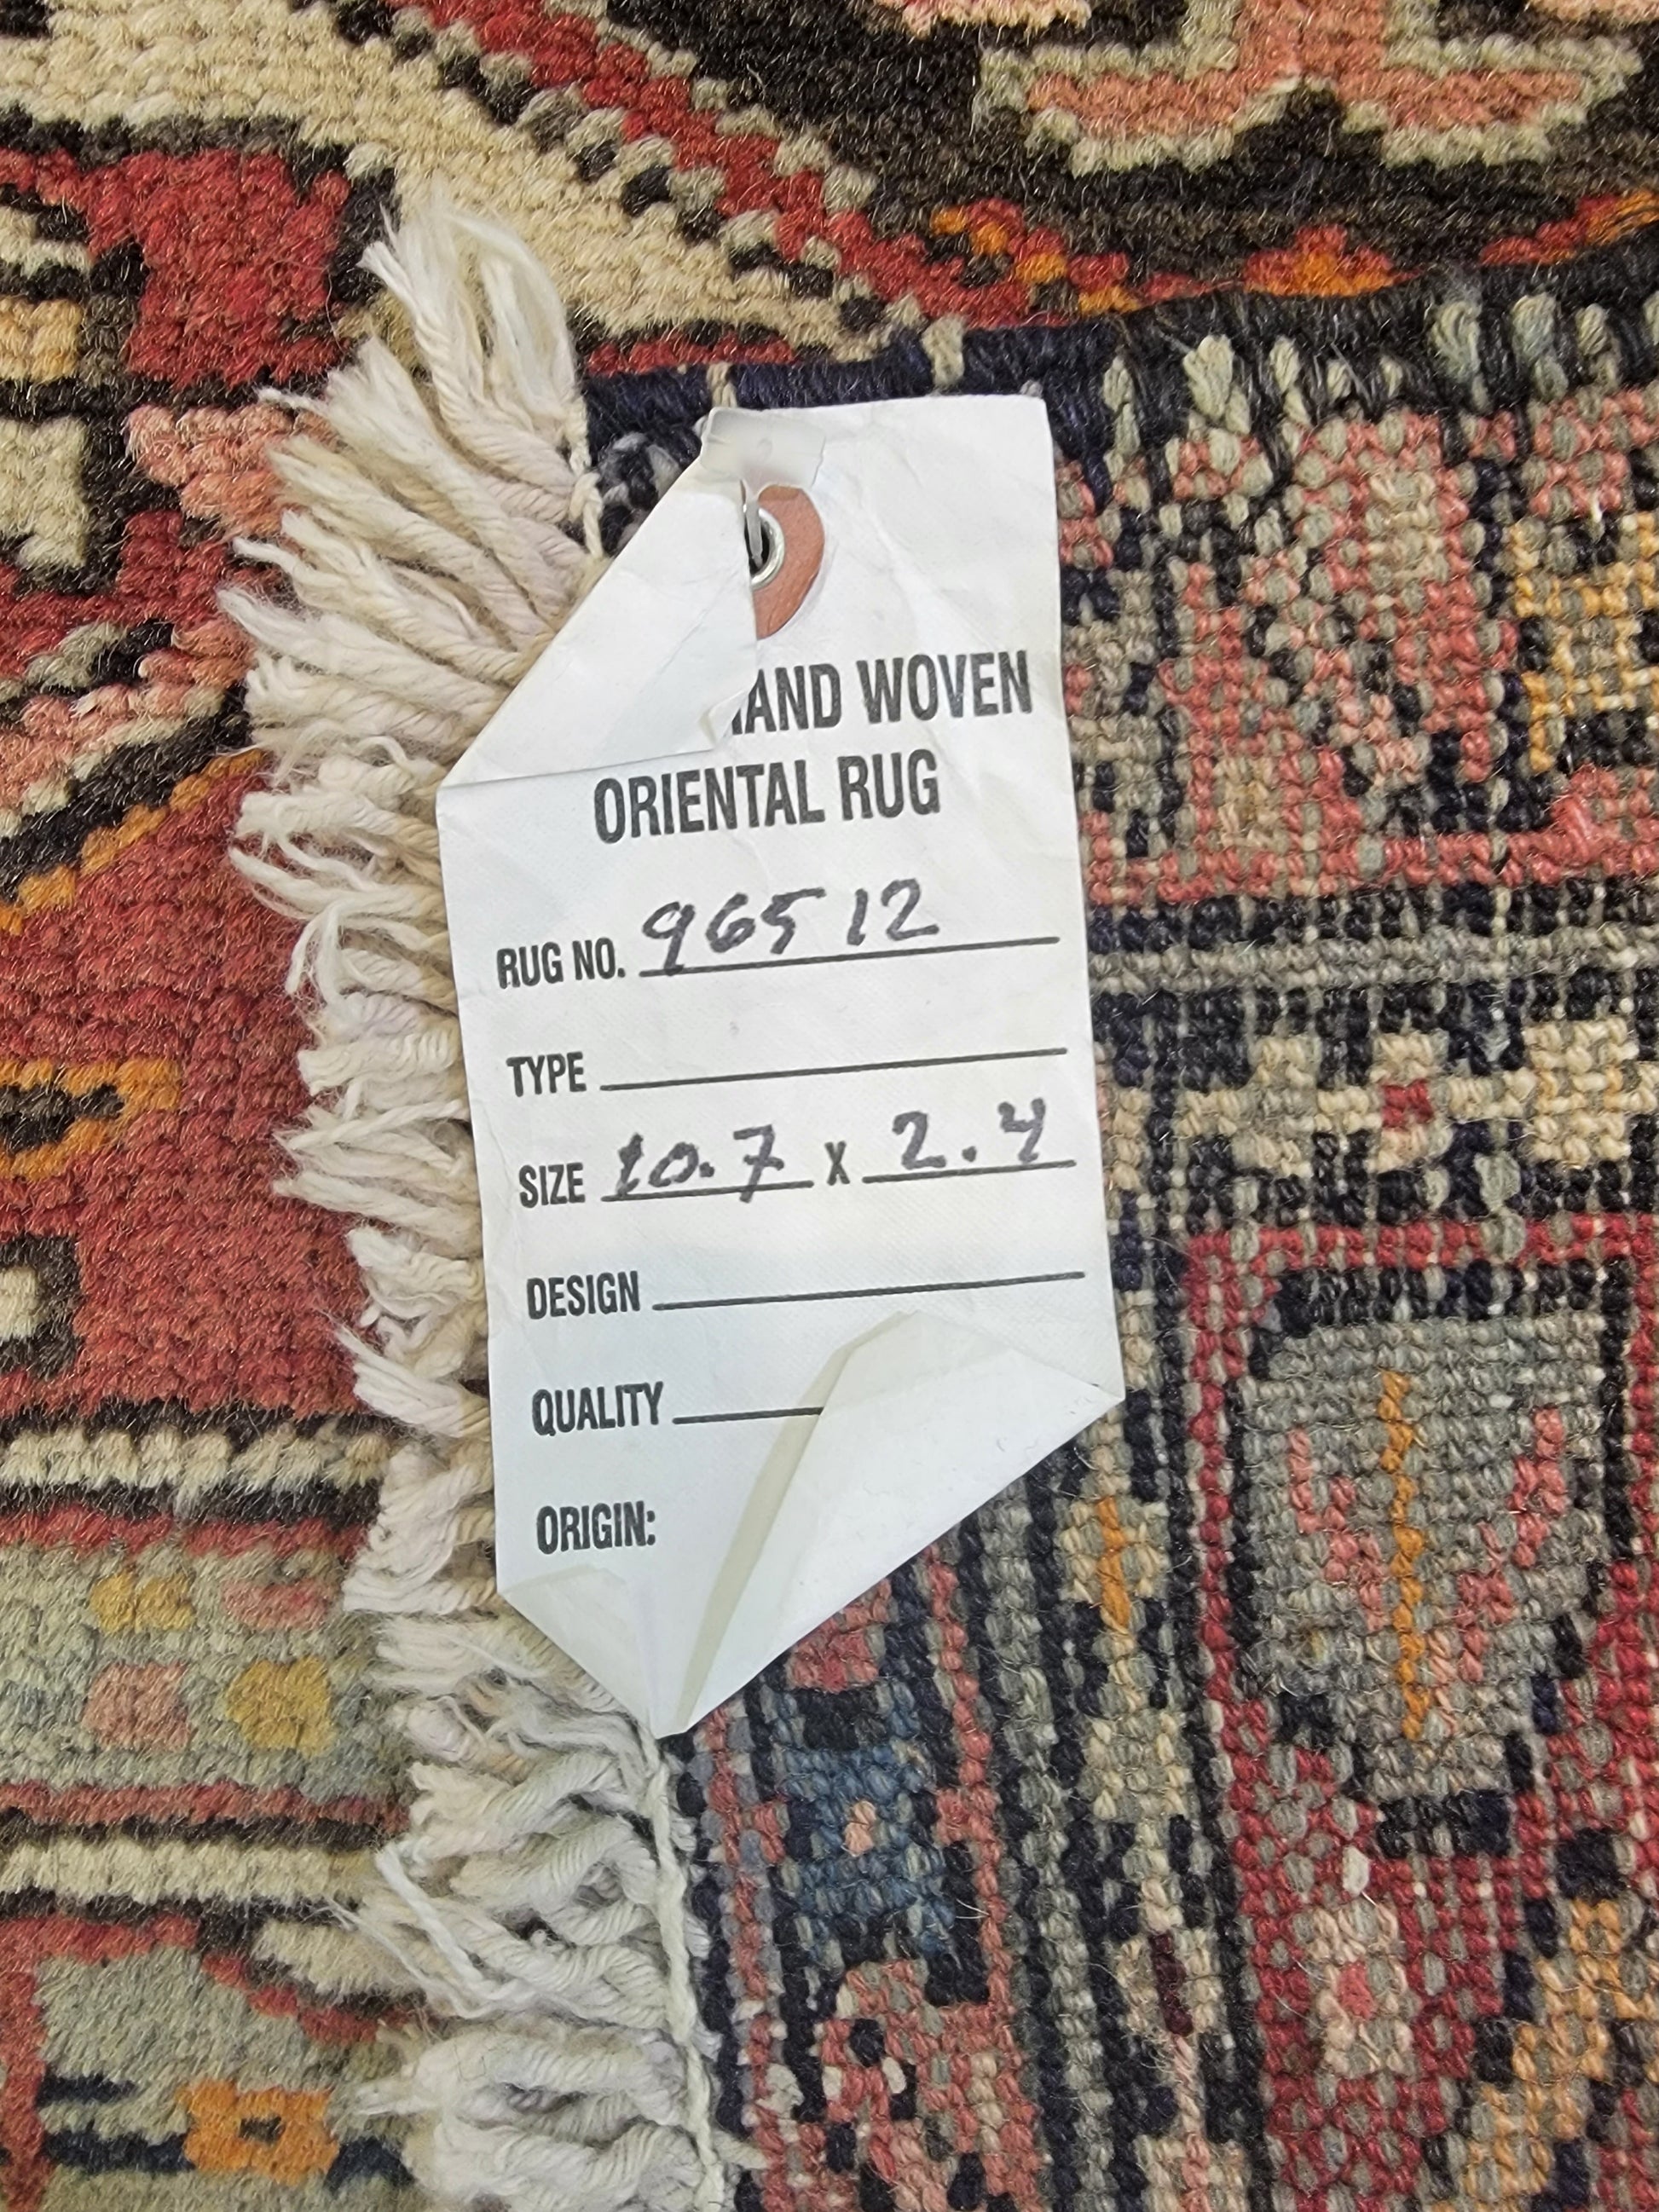 HAND WOVEN
ORIENTAL RUG
RUG NO. 96512
TYPE
SIZE 10.7 X 2.4
DESIGN
QUALITY
ORIGIN: